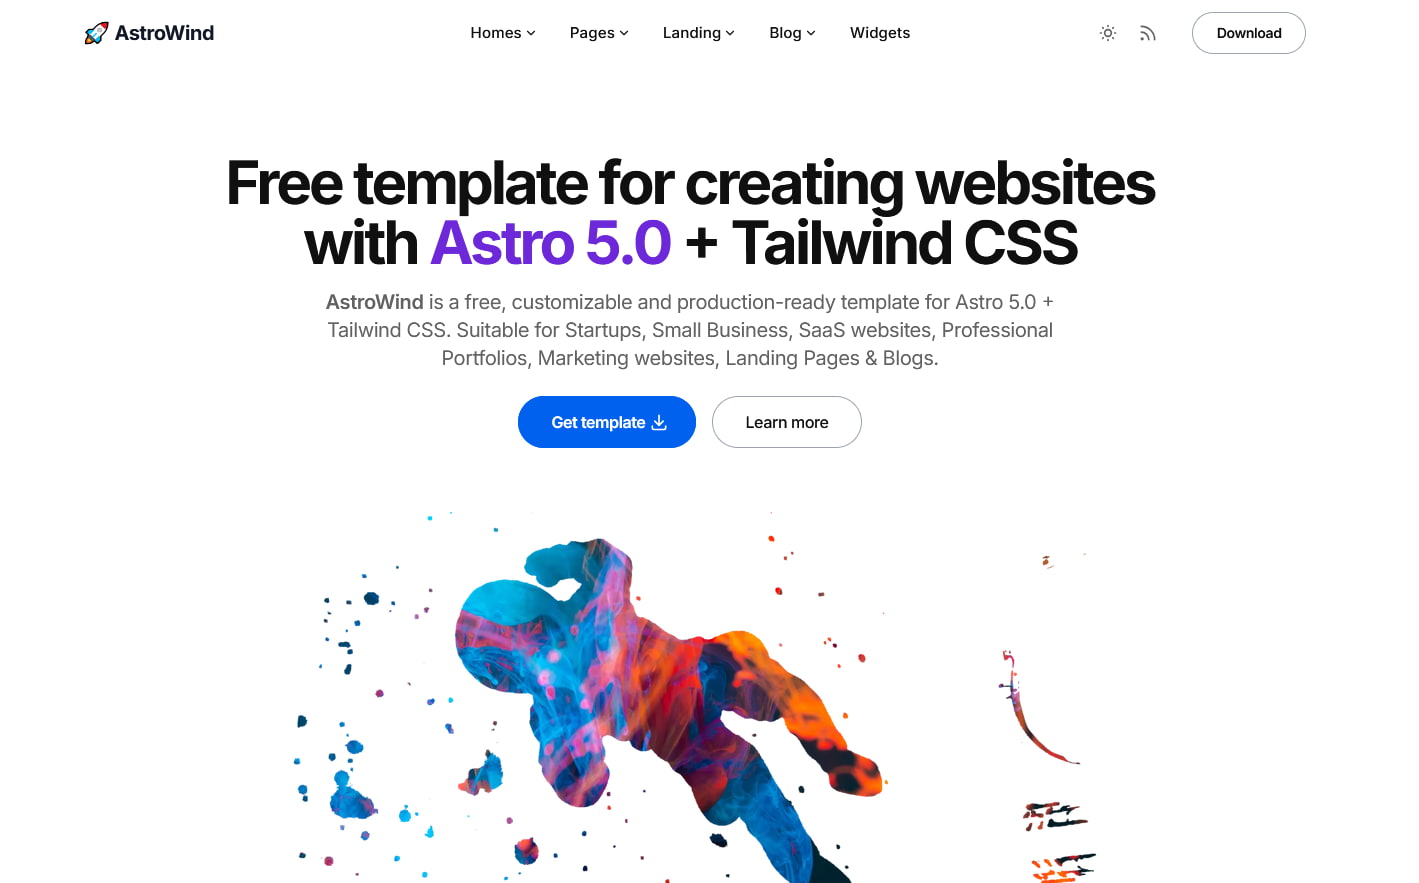 AstroWind
Homes Pages Landing Blog Widgets
Download
Free template for creating websites
with Astro 5.0 + Tailwind CSS
AstroWind is a free, customizable and production-ready template for Astro 5.0 +
Tailwind CSS. Suitable for Startups, Small Business, SaaS websites, Professional
Portfolios, Marketing websites, Landing Pages & Blogs.
Get template
Learn more